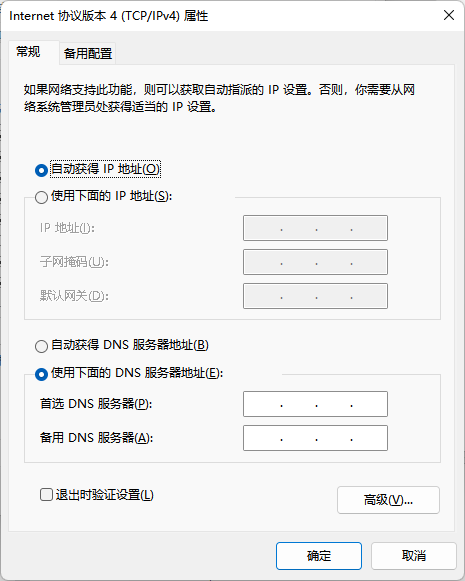 Internet 协议版本 4 (TCP/IPv4) 属性
常规
备用配置
如果网络支持此功能，则可以获取自动指派的 IP 设置。否则，你需要从网
络系统管理员处获得适当的 IP 设置。
自动获得 IP 地址(O)
使用下面的 IP 地址(S):
IP 地址(I):
子网掩码(U):
默认网关(D):
自动获得 DNS 服务器地址(B)
使用下面的 DNS 服务器地址(E):
首选 DNS 服务器(P):
备用 DNS 服务器(A):
退出时验证设置(L)
高级(V)...
确定
取消